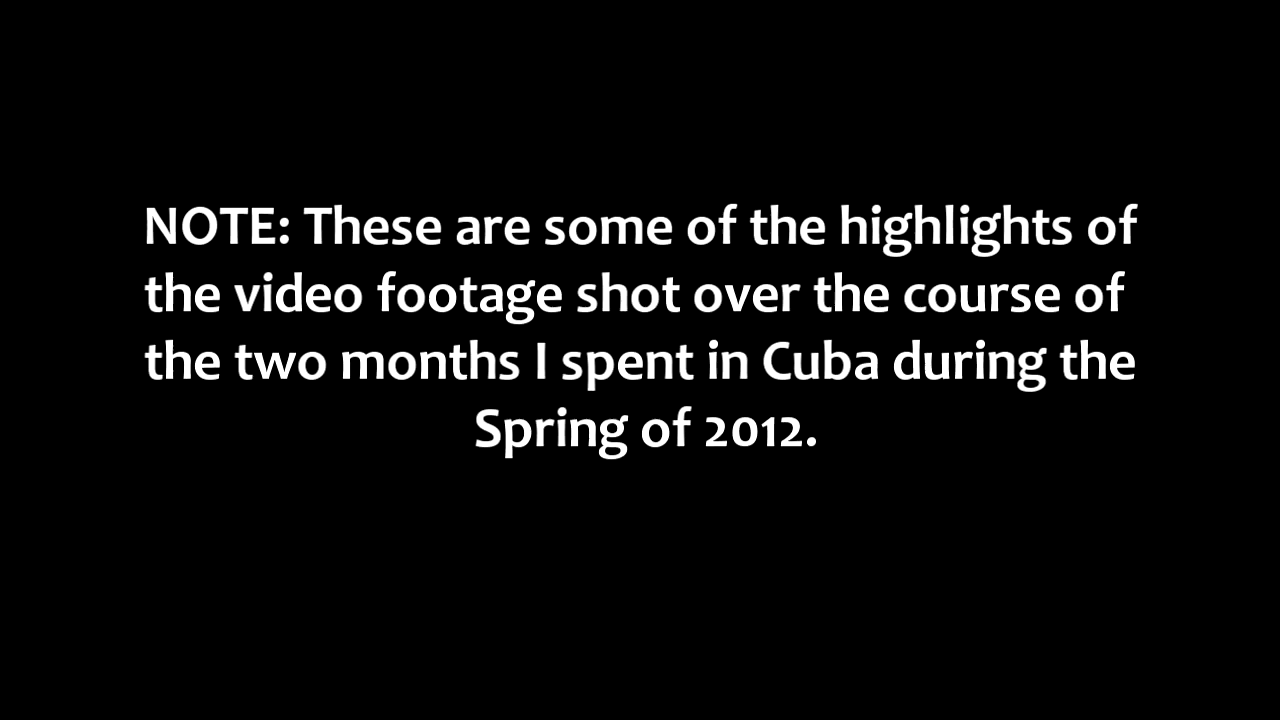 NOTE: These are some of the highlights of
the video footage shot over the course of
the two months I spent in Cuba during the
Spring of 2012.